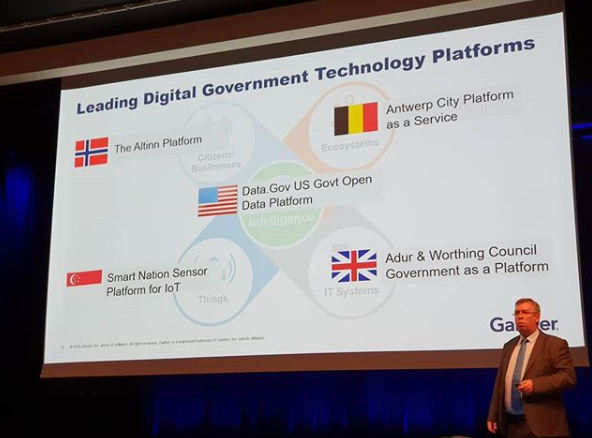 Leading Digital Government Technology Platforms
The Altinn Platform
Citizens/
Businesses
Antwerp City Platform
as a Service
Ecosystems
Data.Gov US Govt Open
Data Platform
Intelligence
Smart Nation Sensor
Platform for IoT
Things
Adur & Worthing Council
Government as a Platform
IT Systems
Gartner